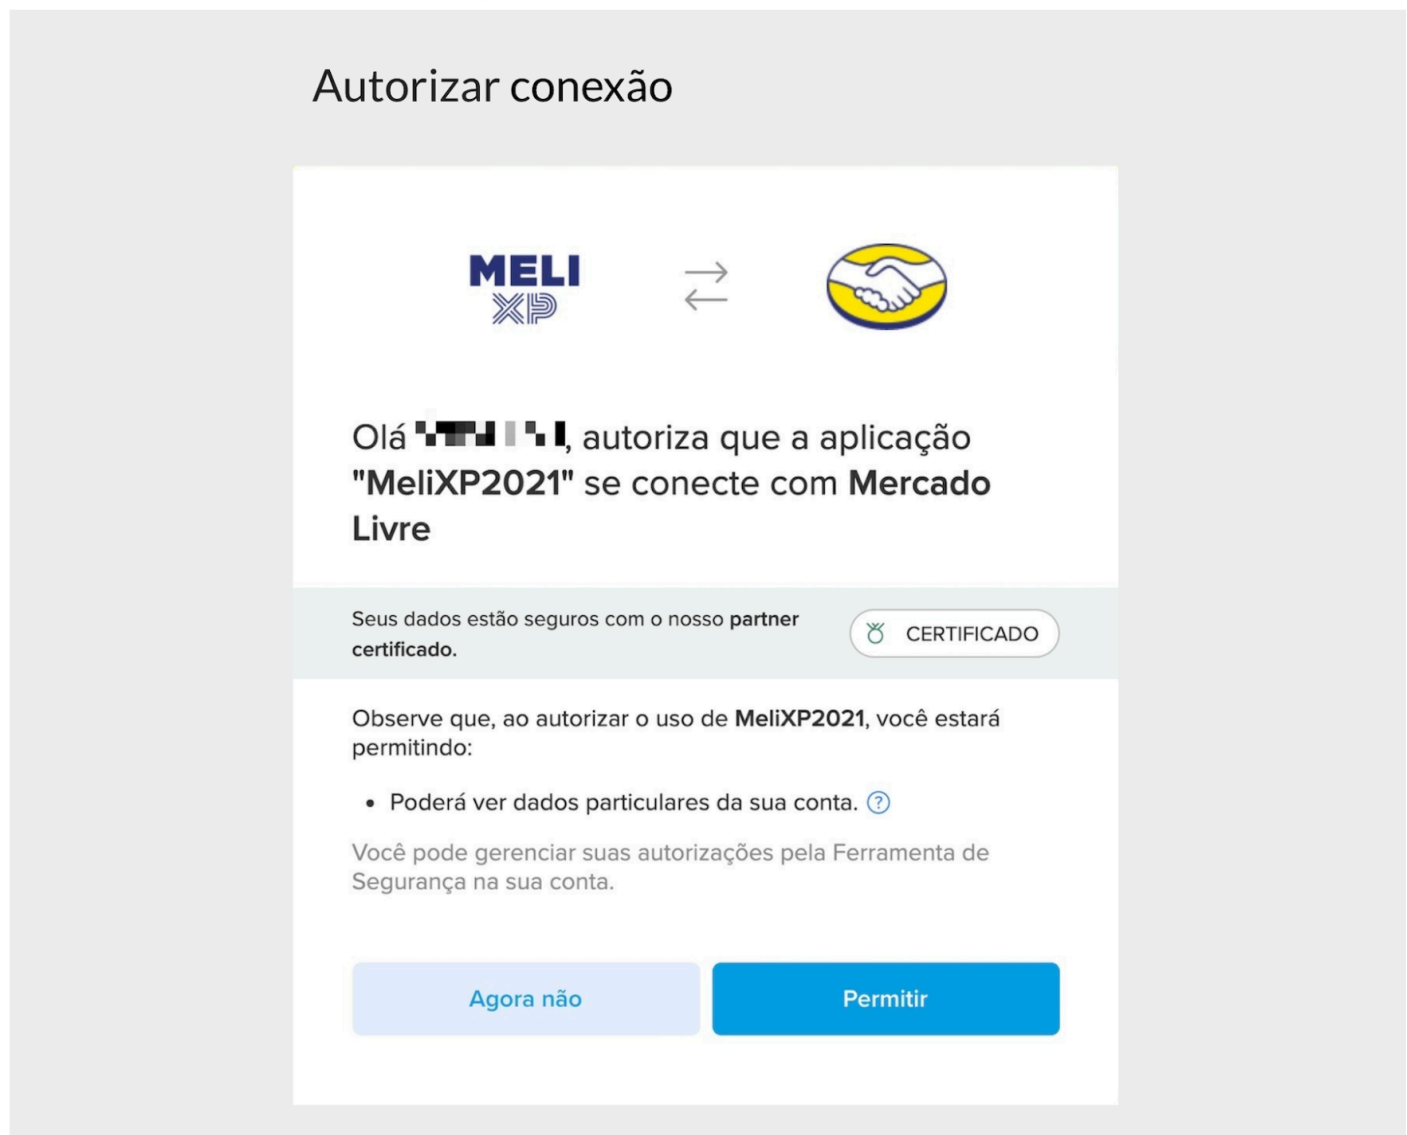 Autorizar conexão
MELI
XP
Olá , autoriza que a aplicação
"MeliXP2021" se conecte com Mercado
Livre
Seus dados estão seguros com o nosso partner
certificado.
CERTIFICADO
Observe que, ao autorizar o uso de MeliXP2021, você estará
permitindo:
• Poderá ver dados particulares da sua conta. ?
Você pode gerenciar suas autorizações pela Ferramenta de
Segurança na sua conta.
Agora não
Permitir